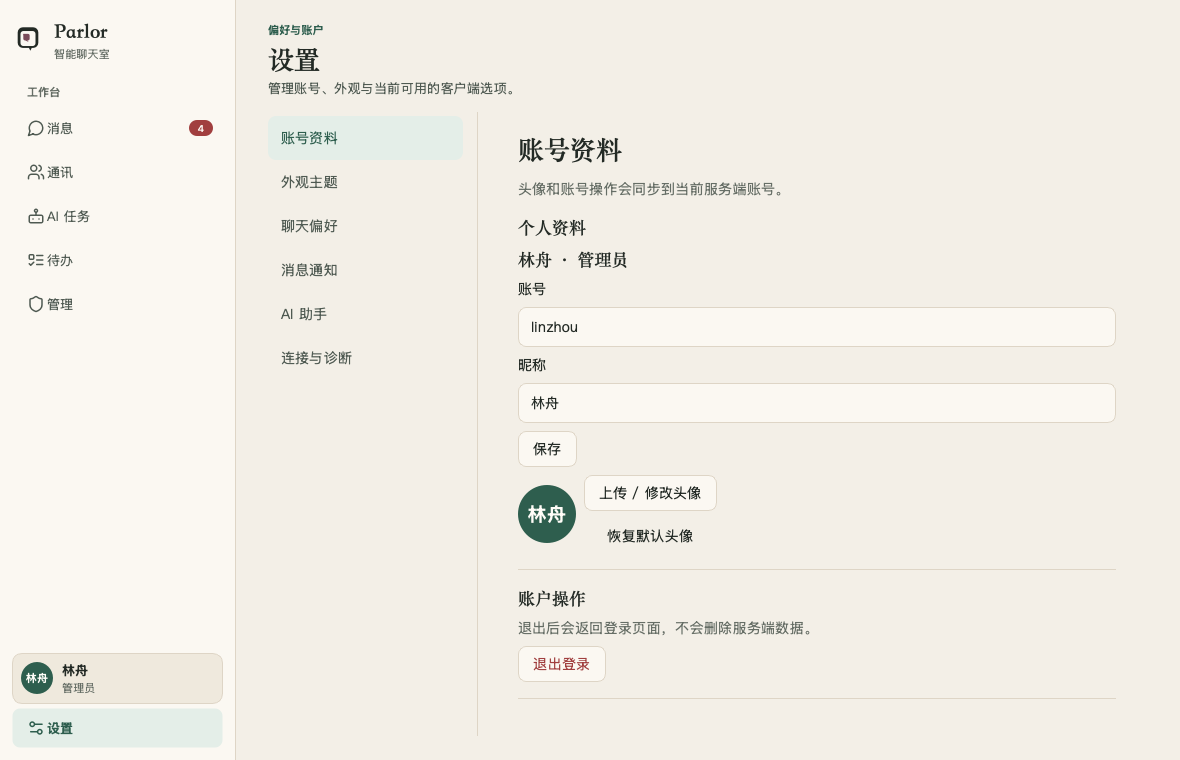 Parlor
智能聊天室
工作台
消息
4
通讯
AI 任务
待办
管理
林舟
林舟
管理员
设置
偏好与账户
设置
管理账号、外观与当前可用的客户端选项。
账号资料
外观主题
聊天偏好
消息通知
AI 助手
连接与诊断
账号资料
头像和账号操作会同步到当前服务端账号。
个人资料
林舟 · 管理员
账号
linzhou
昵称
林舟
保存
林舟
上传 / 修改头像
恢复默认头像
账户操作
退出后会返回登录页面，不会删除服务端数据。
退出登录